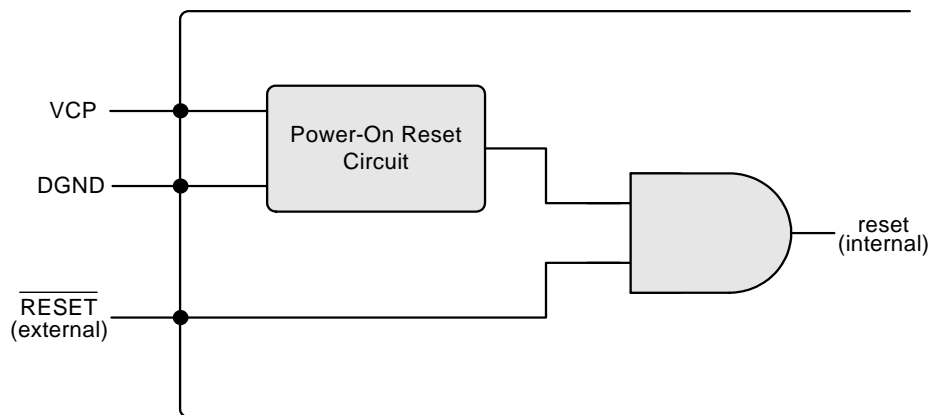 VCP
Power-On Reset
Circuit
DGND
reset
(internal)
RESET
(external)